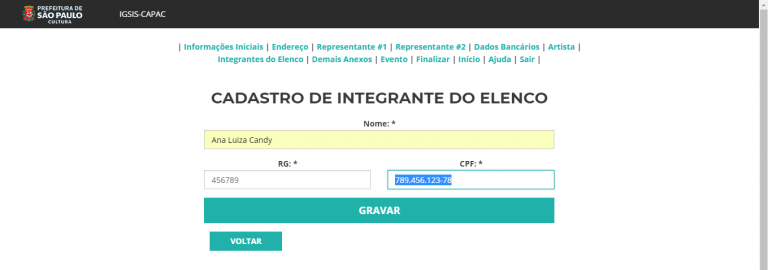 PREFEITURA DE
SÃO PAULO
CULTURA
IGSIS-CAPAC
| Informações Iniciais | Endereço | Representante #1 | Representante #2 | Dados Bancários | Artista |
Integrantes do Elenco | Demais Anexos | Evento | Finalizar | Início | Ajuda | Sair |
CADASTRO DE INTEGRANTE DO ELENCO
Nome: *
Ana Luiza Candy
RG: * CPF: *
456789 789.456.123-78
GRAVAR
VOLTAR